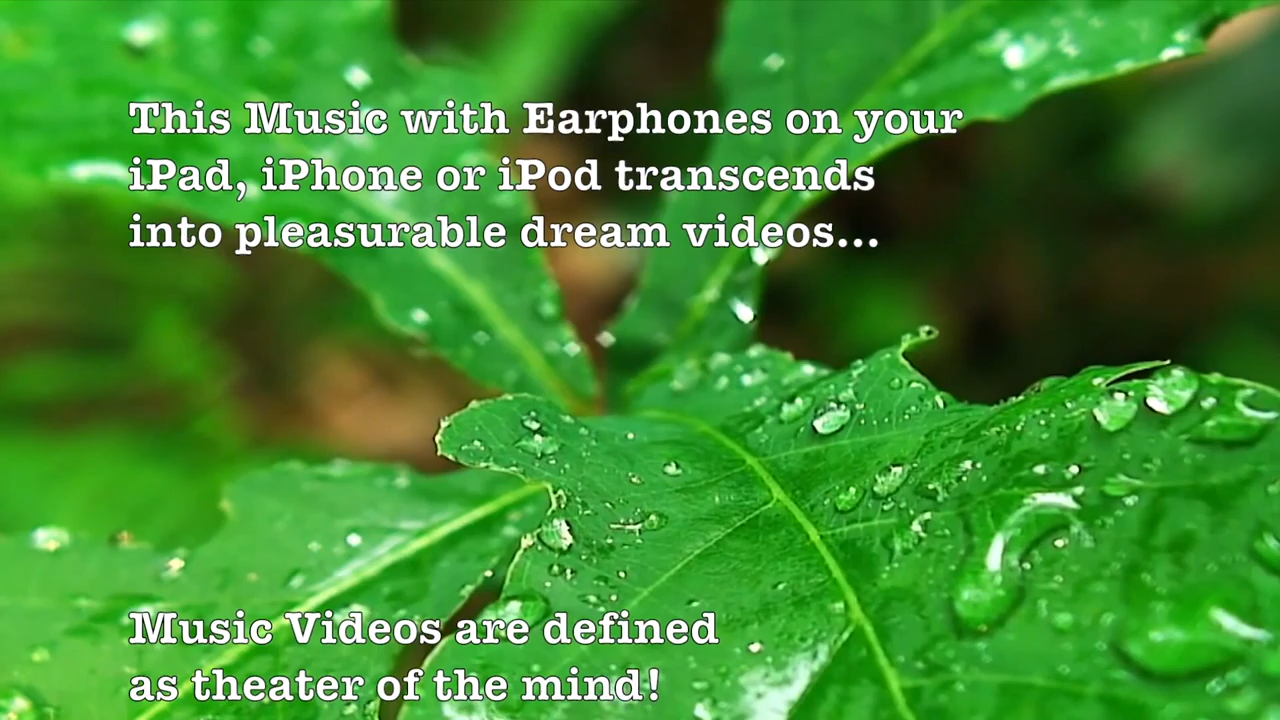 This Music with Earphones on your
iPad, iPhone or iPod transcends
into pleasurable dream videos...
Music Videos are defined
as theater of the mind!